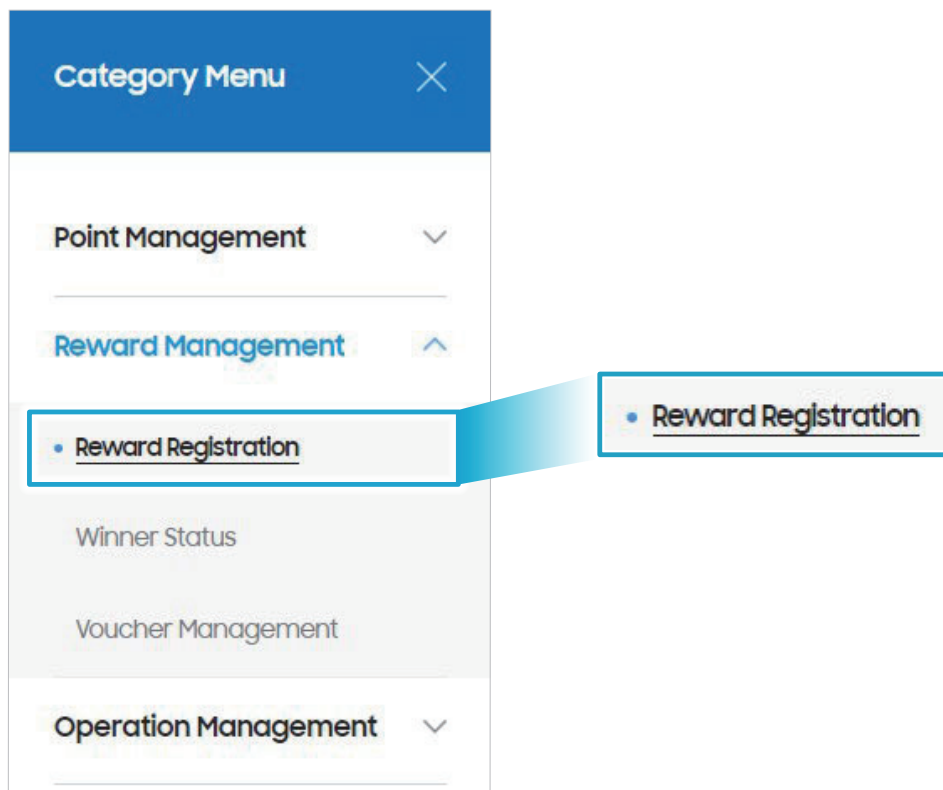 Category Menu
Point Management
Reward Management
• Reward Registration
• Reward Registration
Winner Status
Voucher Management
Operation Management